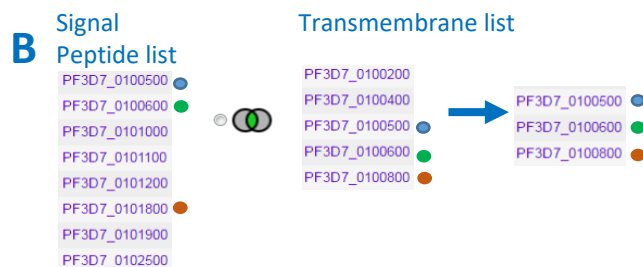 B
Signal
Peptide list
PF3D7_0100500
PF3D7_0100600
PF3D7_0101000
PF3D7_0101100
PF3D7_0101200
PF3D7_0101800
PF3D7_0101900
PF3D7_0102500
Transmembrane list
PF3D7_0100200
PF3D7_0100400
PF3D7_0100500
PF3D7_0100600
PF3D7_0100800
PF3D7_0100500
PF3D7_0100600
PF3D7_0100800